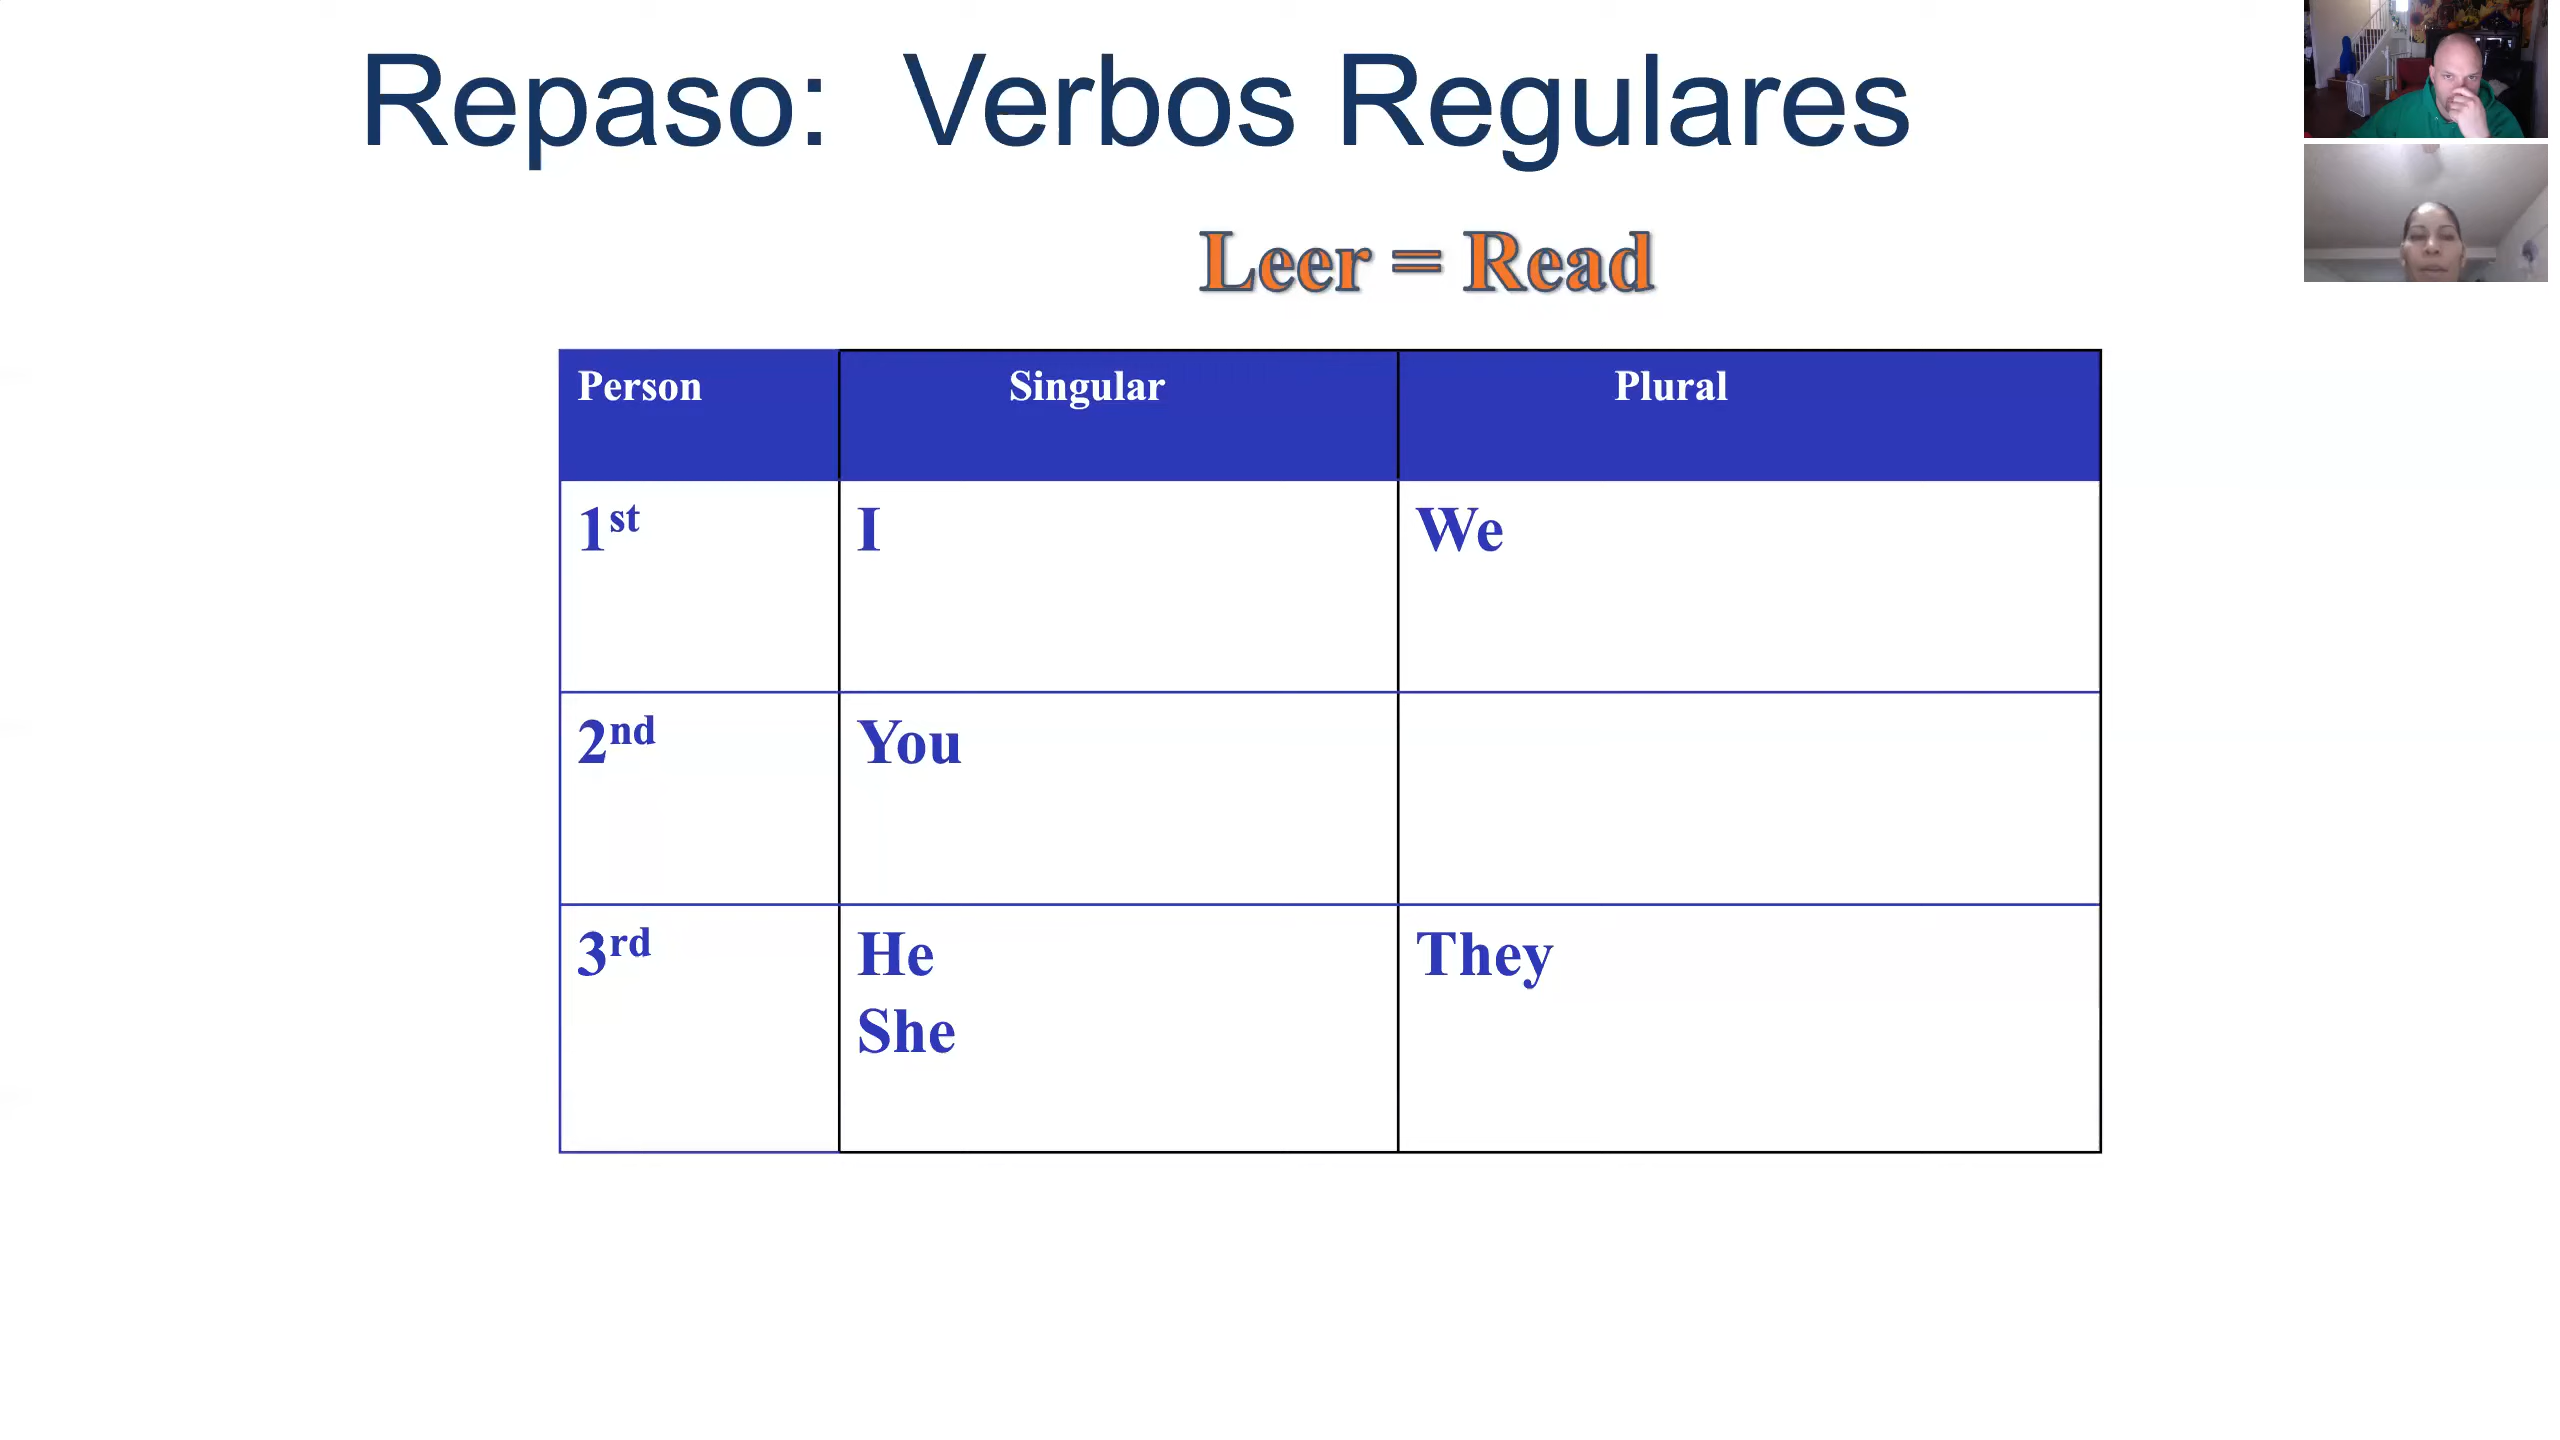 Repaso: Verbos Regulares
Leer = Read
Person Singular Plural
1st I We
2nd You
3rd He They
She